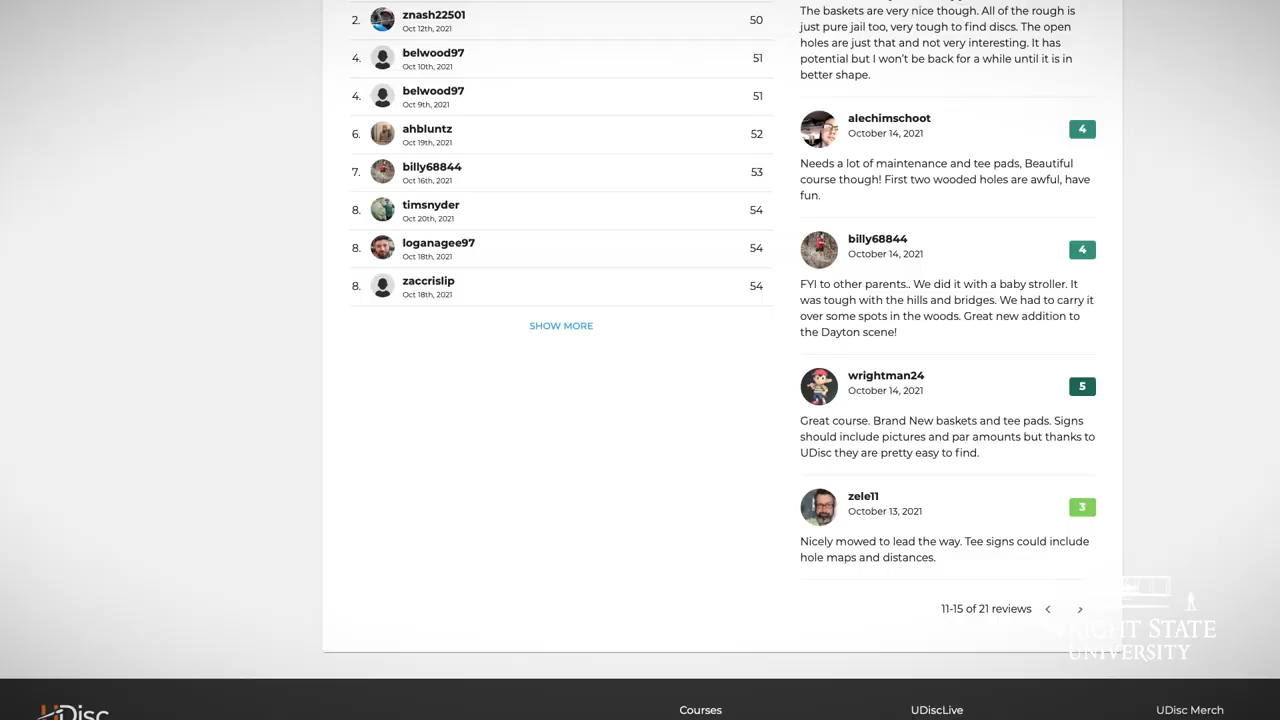 2.
znash22501
50
Oct 12th, 2021
4.
belwood97
51
Oct 10th, 2021
4.
belwood97
51
Oct 9th, 2021
6.
ahbluntz
52
Oct 19th, 2021
7.
billy68844
53
Oct 16th, 2021
8.
timsnyder
54
Oct 20th, 2021
8.
loganagee97
54
Oct 18th, 2021
8.
zaccrislip
54
Oct 18th, 2021
SHOW MORE
The baskets are very nice though. All of the rough is
just pure jail too, very tough to find discs. The open
holes are just that and not very interesting. It has
potential but I won't be back for a while until it is in
better shape.
alechimschoot
October 14, 2021
4
Needs a lot of maintenance and tee pads, Beautiful
course though! First two wooded holes are awful, have
fun.
billy68844
October 14, 2021
4
FYI to other parents.. We did it with a baby stroller. It
was tough with the hills and bridges. We had to carry it
over some spots in the woods. Great new addition to
the Dayton scene!
wrightman24
October 14, 2021
5
Great course. Brand New baskets and tee pads. Signs
should include pictures and par amounts but thanks to
UDisc they are pretty easy to find.
zele11
October 13, 2021
3
Nicely mowed to lead the way. Tee signs could include
hole maps and distances.
11-15 of 21 reviews
WRIGHT STATE
UNIVERSITY
UDisc
Courses
UDiscLive
UDisc Merch